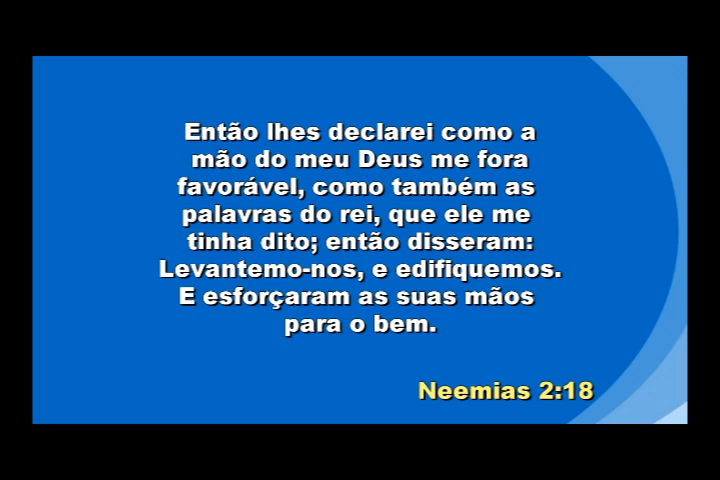 Então lhes declarei como a
mão do meu Deus me fora
favorável, como também as
palavras do rei, que ele me
tinha dito; então disseram:
Levantemo-nos, e edifiquemos.
E esforçaram as suas mãos
para o bem.
Neemias 2:18